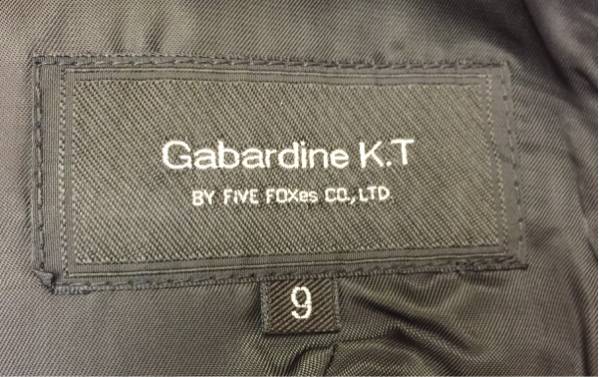 Gabardine K.T
BY FiVE FOXes CO.,LTD.
9